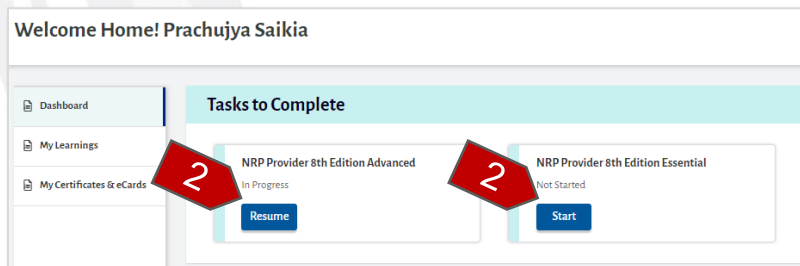 Welcome Home! Prachujya Saikia
Dashboard
My Learnings
My Certificates & eCards
Tasks to Complete
NRP Provider 8th Edition Advanced
In Progress
2
Resume
NRP Provider 8th Edition Essential
Not Started
2
Start